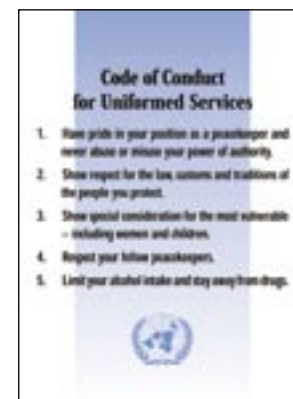 Code of Conduct
for Uniformed Services
1. Have pride in your position as a peacekeeper and
never abuse or misuse your power of authority.
2. Show respect for the law, customs and traditions of
the people you protect.
3. Show special consideration for the most vulnerable
– including women and children.
4. Respect your fellow peacekeepers.
5. Limit your alcohol intake and stay away from drugs.